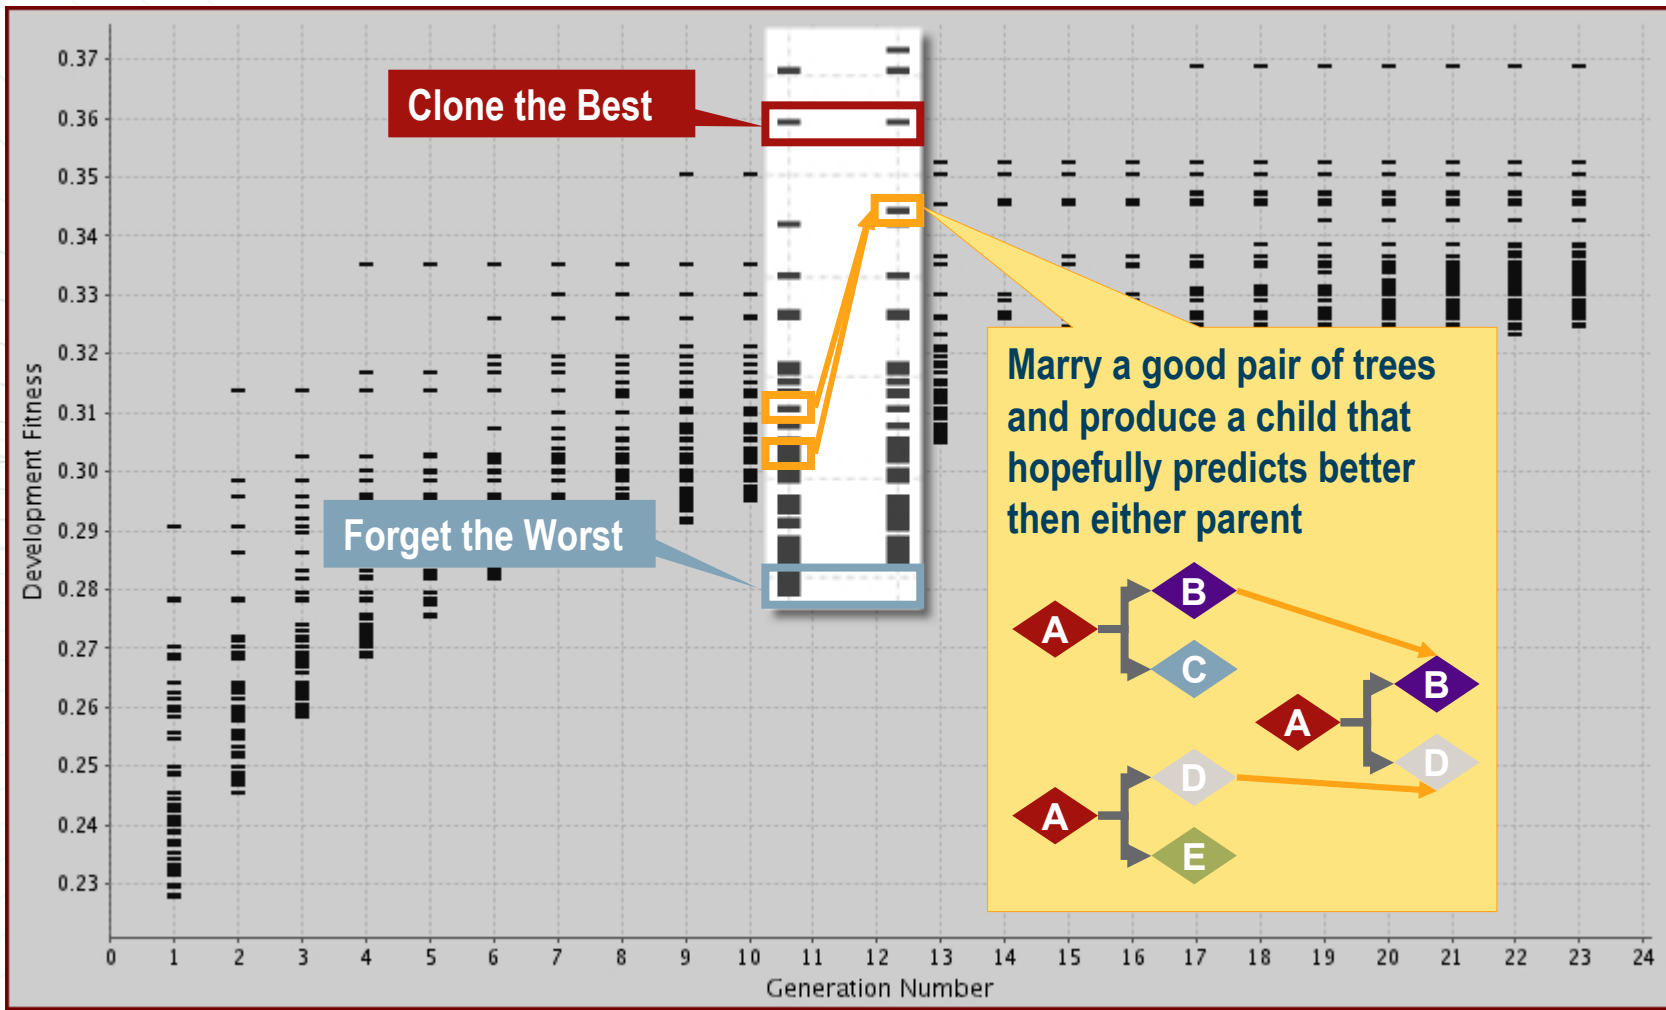 Clone the Best
Forget the Worst
Marry a good pair of trees
and produce a child that
hopefully predicts better
then either parent
A
B
C
A
B
D
A
D
E
Development Fitness
0.37
0.36
0.35
0.34
0.33
0.32
0.31
0.30
0.29
0.28
0.27
0.26
0.25
0.24
0.23
0 1 2 3 4 5 6 7 8 9 10 11 12 13 14 15 16 17 18 19 20 21 22 23 24
Generation Number